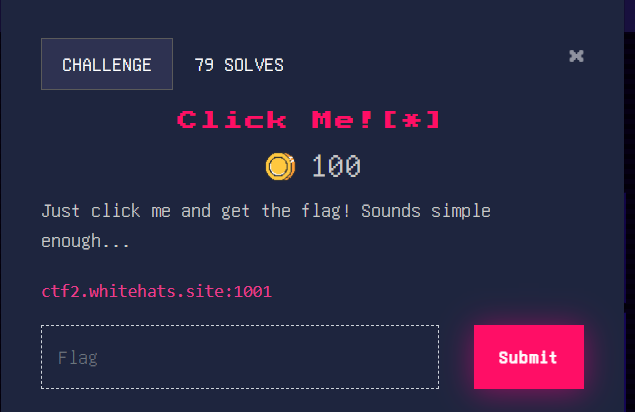 CHALLENGE 79 SOLVES ×
Click Me![*]
100
Just click me and get the flag! Sounds simple
enough...
ctf2.whitehats.site:1001
Flag Submit